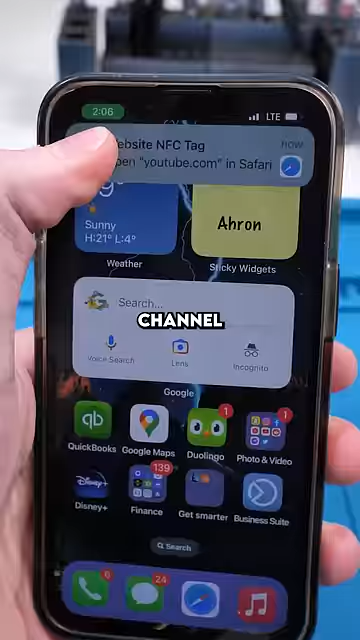 2:06
LTE
ebsite NFC Tag
NOW
pen "youtube.com" in Safari
Sunny
H:21° L:4°
Ahron
Weather
Sticky Widgets
Search...
CHANNEL
Voice Search
Lens
Incognito
Google
qb
1
1
QuickBooks
Google Maps
Duolingo
Photo & Video
Disney+
139
Disney+
Finance
Get smarter
Business Suite
Search
6
24